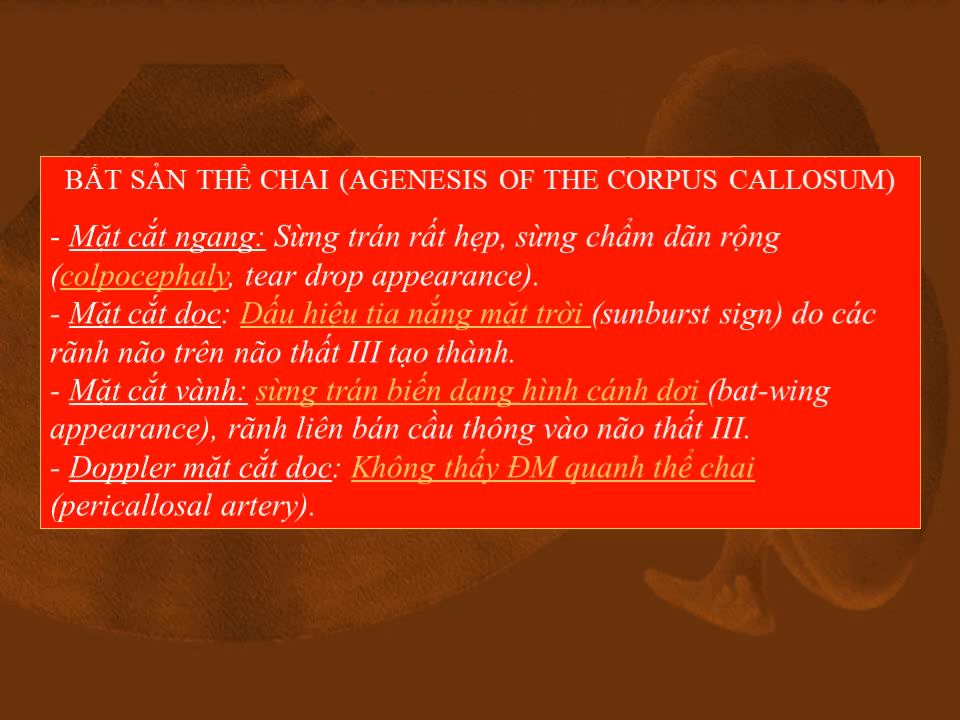 BẤT SẢN THỂ CHAI (AGENESIS OF THE CORPUS CALLOSUM)
- Mặt cắt ngang: Sừng trán rất hẹp, sừng chẩm dãn rộng
(colpocephaly, tear drop appearance).
- Mặt cắt dọc: Dấu hiệu tia nắng mặt trời (sunburst sign) do các
rãnh não trên não thất III tạo thành.
- Mặt cắt vành: sừng trán biến dạng hình cánh dơi (bat-wing
appearance), rãnh liên bán cầu thông vào não thất III.
- Doppler mặt cắt dọc: Không thấy ĐM quanh thể chai
(pericallosal artery).